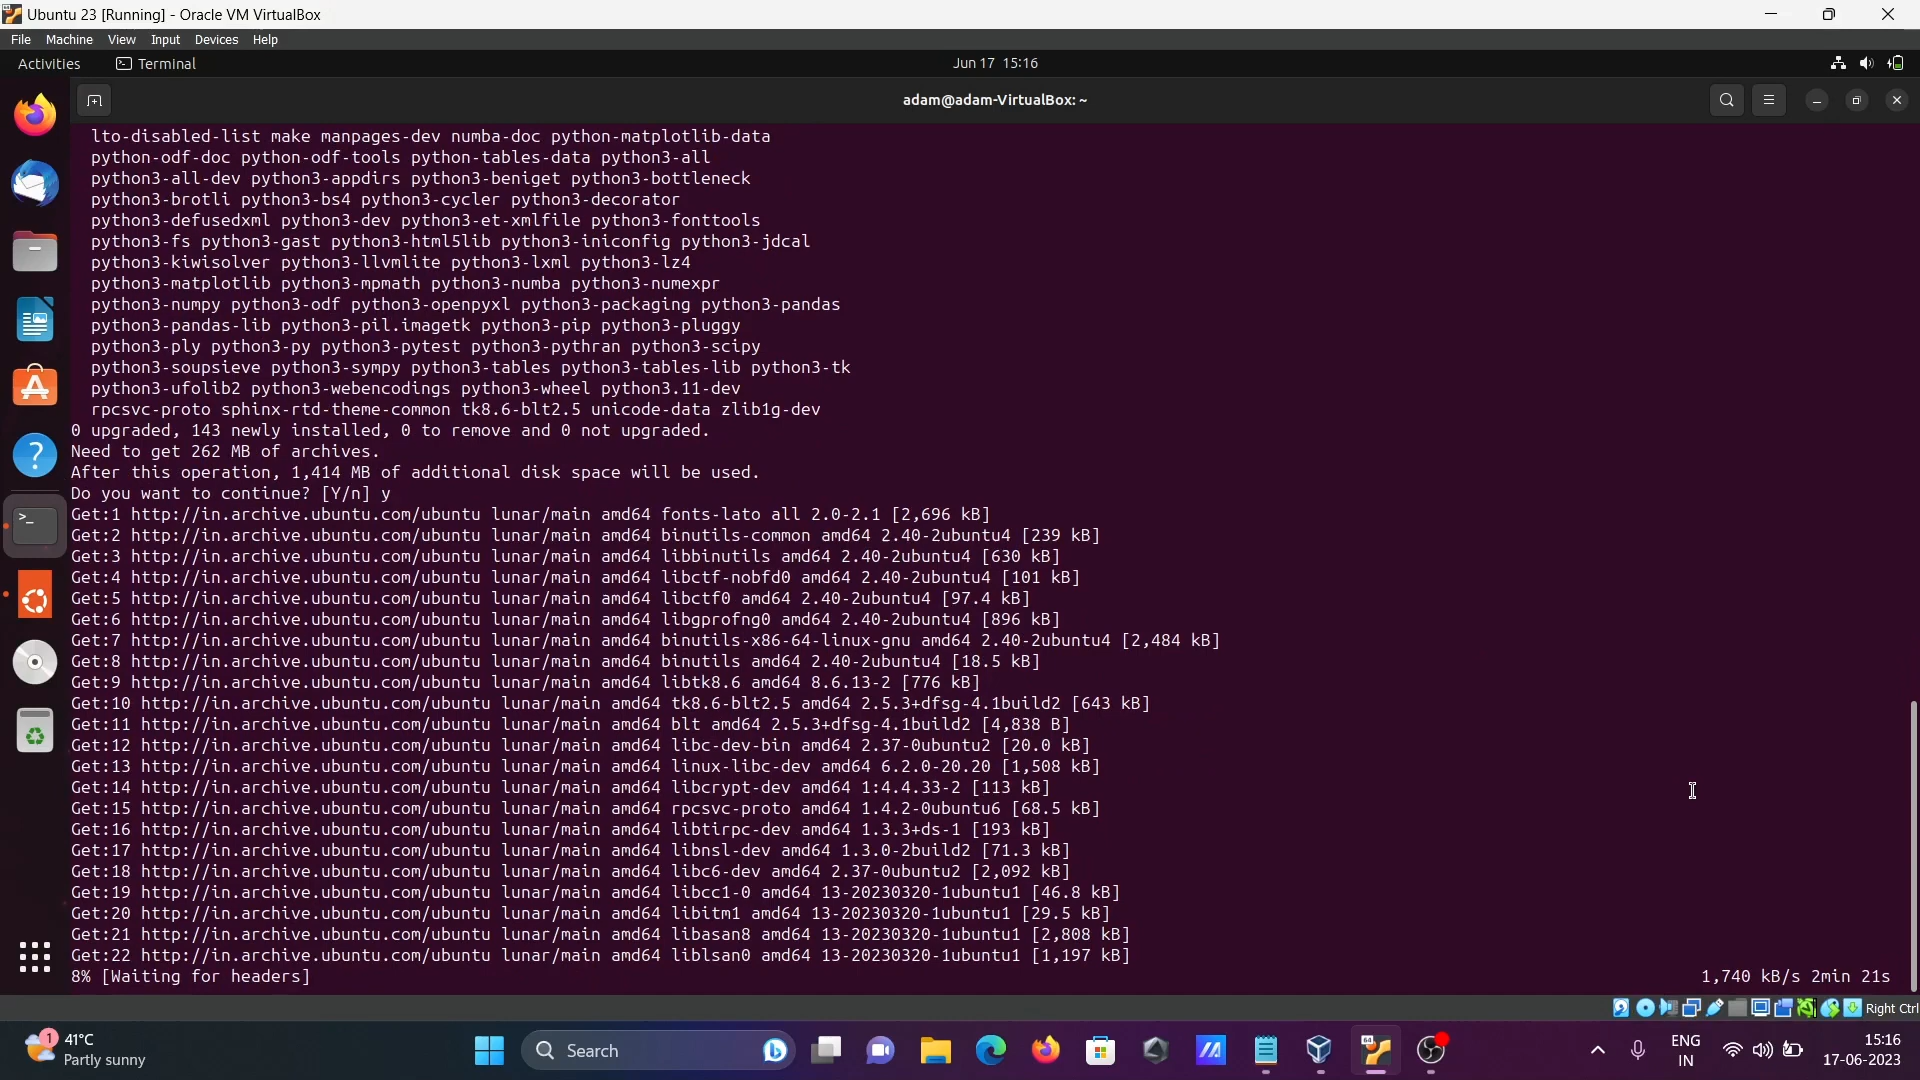 Ubuntu 23 [Running] - Oracle VM VirtualBox
File Machine View Input Devices Help
Activities Terminal Jun 17 15:16
adam@adam-VirtualBox: ~
lto-disabled-list make manpages-dev numba-doc python-matplotlib-data
python-odf-doc python-odf-tools python-tables-data python3-all
python3-all-dev python3-appdirs python3-beniget python3-bottleneck
python3-brotli python3-bs4 python3-cycler python3-decorator
python3-defusedxml python3-dev python3-et-xmlfile python3-fonttools
python3-fs python3-gast python3-html5lib python3-iniconfig python3-jdcal
python3-kiwisolver python3-llvmlite python3-lxml python3-lz4
python3-matplotlib python3-mpmath python3-numba python3-numexpr
python3-numpy python3-odf python3-openpyxl python3-packaging python3-pandas
python3-pandas-lib python3-pil.imagetk python3-pip python3-pluggy
python3-ply python3-py python3-pytest python3-pythran python3-scipy
python3-soupsieve python3-sympy python3-tables python3-tables-lib python3-tk
python3-ufolib2 python3-webencodings python3-wheel python3.11-dev
rpcsvc-proto sphinx-rtd-theme-common tk8.6-blt2.5 unicode-data zlib1g-dev
0 upgraded, 143 newly installed, 0 to remove and 0 not upgraded.
Need to get 262 MB of archives.
After this operation, 1,414 MB of additional disk space will be used.
Do you want to continue? [Y/n] y
Get:1 http://in.archive.ubuntu.com/ubuntu lunar/main amd64 fonts-lato all 2.0-2.1 [2,696 kB]
Get:2 http://in.archive.ubuntu.com/ubuntu lunar/main amd64 binutils-common amd64 2.40-2ubuntu4 [239 kB]
Get:3 http://in.archive.ubuntu.com/ubuntu lunar/main amd64 libbinutils amd64 2.40-2ubuntu4 [630 kB]
Get:4 http://in.archive.ubuntu.com/ubuntu lunar/main amd64 libctf-nobfd0 amd64 2.40-2ubuntu4 [101 kB]
Get:5 http://in.archive.ubuntu.com/ubuntu lunar/main amd64 libctf0 amd64 2.40-2ubuntu4 [97.4 kB]
Get:6 http://in.archive.ubuntu.com/ubuntu lunar/main amd64 libgprofng0 amd64 2.40-2ubuntu4 [896 kB]
Get:7 http://in.archive.ubuntu.com/ubuntu lunar/main amd64 binutils-x86-64-linux-gnu amd64 2.40-2ubuntu4 [2,484 kB]
Get:8 http://in.archive.ubuntu.com/ubuntu lunar/main amd64 binutils amd64 2.40-2ubuntu4 [18.5 kB]
Get:9 http://in.archive.ubuntu.com/ubuntu lunar/main amd64 libtk8.6 amd64 8.6.13-2 [776 kB]
Get:10 http://in.archive.ubuntu.com/ubuntu lunar/main amd64 tk8.6-blt2.5 amd64 2.5.3+dfsg-4.1build2 [643 kB]
Get:11 http://in.archive.ubuntu.com/ubuntu lunar/main amd64 blt amd64 2.5.3+dfsg-4.1build2 [4,838 B]
Get:12 http://in.archive.ubuntu.com/ubuntu lunar/main amd64 libc-dev-bin amd64 2.37-0ubuntu2 [20.0 kB]
Get:13 http://in.archive.ubuntu.com/ubuntu lunar/main amd64 linux-libc-dev amd64 6.2.0-20.20 [1,508 kB]
Get:14 http://in.archive.ubuntu.com/ubuntu lunar/main amd64 libcrypt-dev amd64 1:4.4.33-2 [113 kB]
Get:15 http://in.archive.ubuntu.com/ubuntu lunar/main amd64 rpcsvc-proto amd64 1.4.2-0ubuntu6 [68.5 kB]
Get:16 http://in.archive.ubuntu.com/ubuntu lunar/main amd64 libtirpc-dev amd64 1.3.3+ds-1 [193 kB]
Get:17 http://in.archive.ubuntu.com/ubuntu lunar/main amd64 libnsl-dev amd64 1.3.0-2build2 [71.3 kB]
Get:18 http://in.archive.ubuntu.com/ubuntu lunar/main amd64 libc6-dev amd64 2.37-0ubuntu2 [2,092 kB]
Get:19 http://in.archive.ubuntu.com/ubuntu lunar/main amd64 libcc1-0 amd64 13-20230320-1ubuntu1 [46.8 kB]
Get:20 http://in.archive.ubuntu.com/ubuntu lunar/main amd64 libitm1 amd64 13-20230320-1ubuntu1 [29.5 kB]
Get:21 http://in.archive.ubuntu.com/ubuntu lunar/main amd64 libasan8 amd64 13-20230320-1ubuntu1 [2,808 kB]
Get:22 http://in.archive.ubuntu.com/ubuntu lunar/main amd64 liblsan0 amd64 13-20230320-1ubuntu1 [1,197 kB]
8% [Waiting for headers] 1,740 kB/s 2min 21s
Right Ctrl
1
41°C
Partly sunny
Search
64
ENG
IN
15:16
17-06-2023